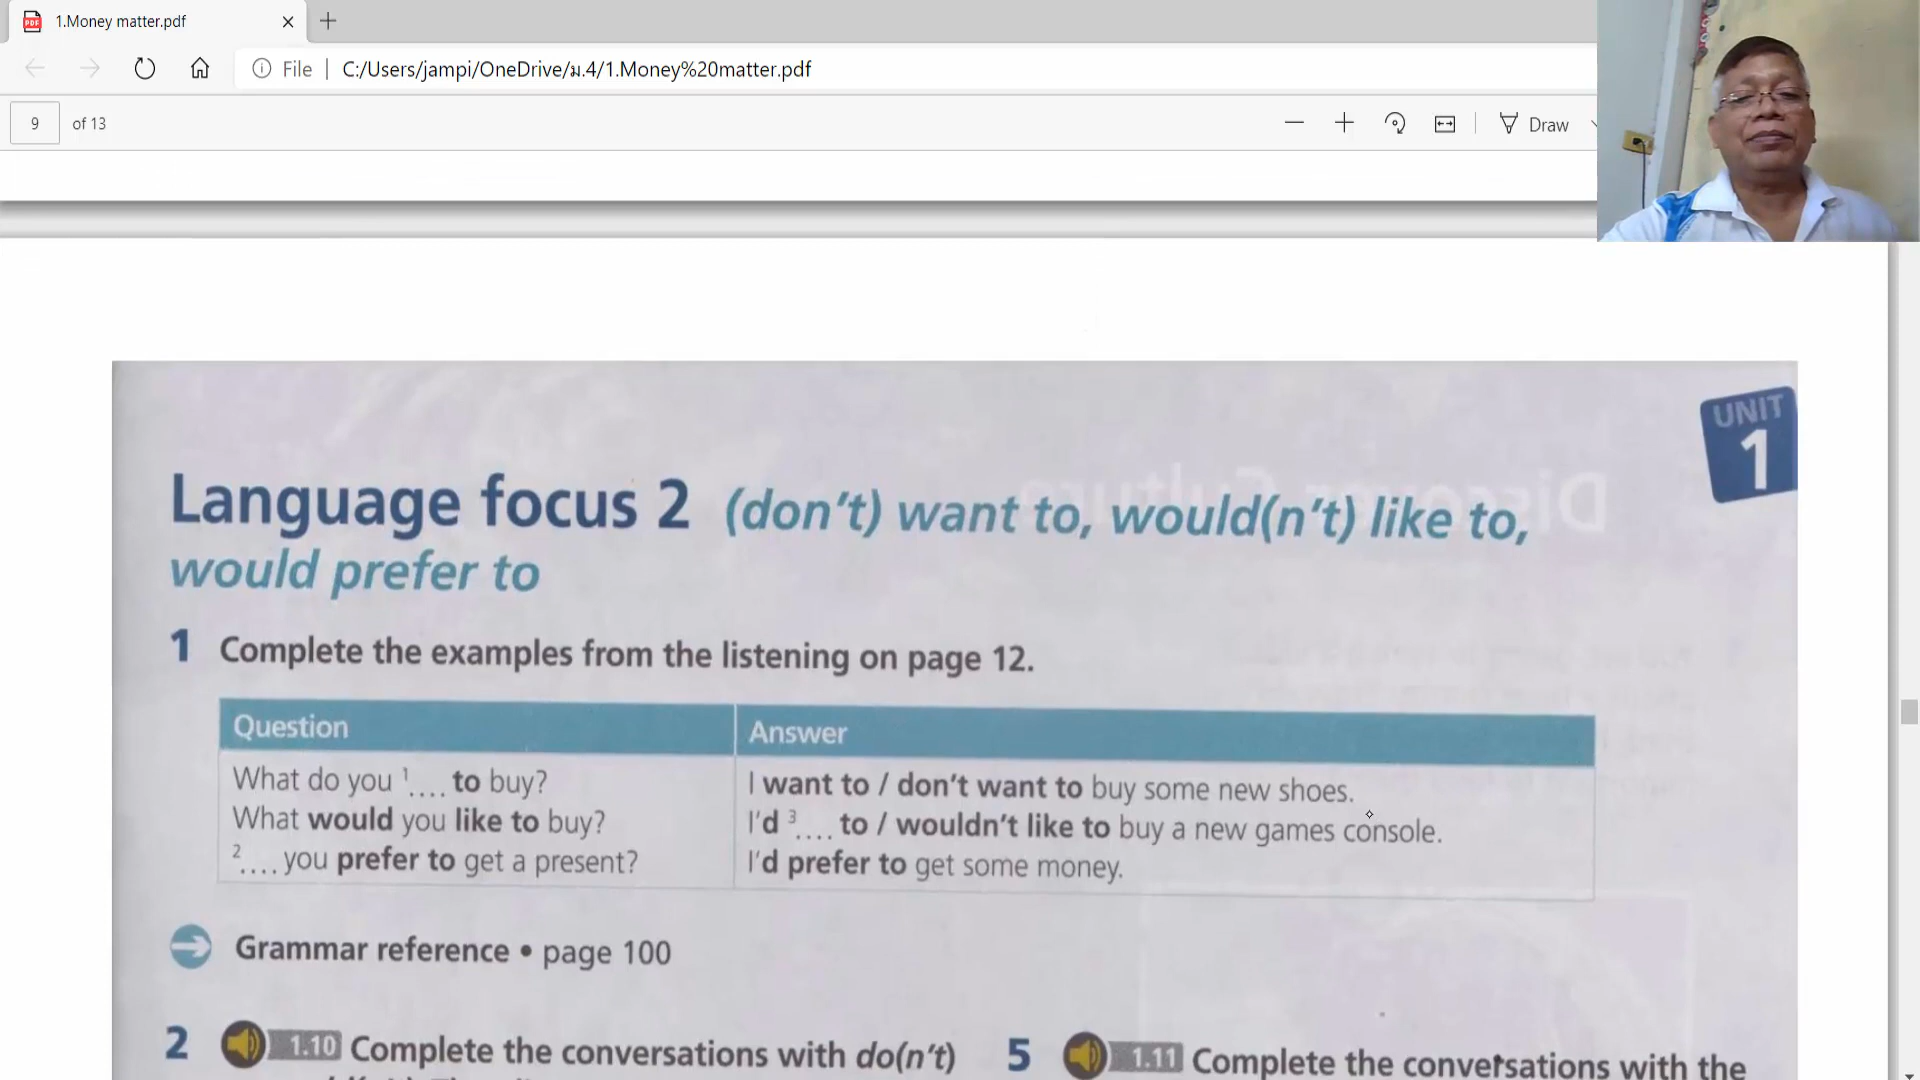 1.Money matter.pdf
File | C:/Users/jampi/OneDrive/ม.4/1.Money%20matter.pdf
9 of 13
Draw
UNIT
1
Language focus 2 (don't) want to, would(n't) like to,
would prefer to
1 Complete the examples from the listening on page 12.
Question
Answer
What do you 1.... to buy?
I want to / don't want to buy some new shoes.
What would you like to buy?
I'd 3.... to / wouldn't like to buy a new games console.
2.... you prefer to get a present?
I'd prefer to get some money.
Grammar reference • page 100
2 1.10 Complete the conversations with do(n't)
5 1.11 Complete the conversations with the